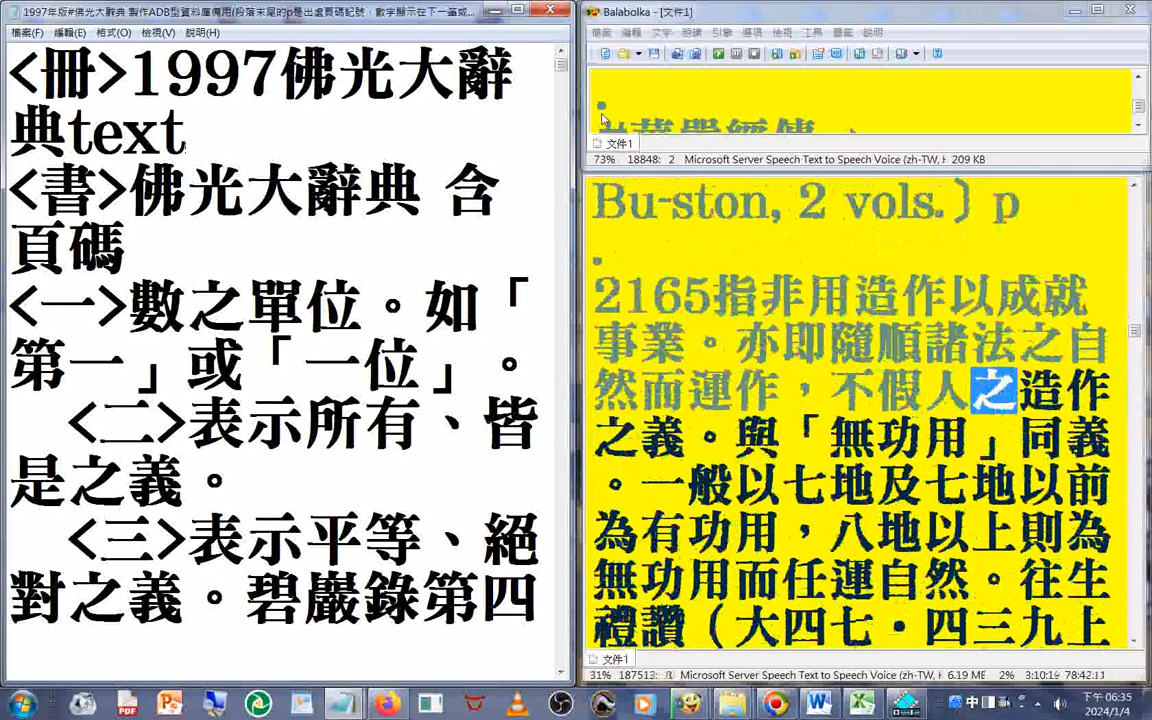 1997年版#佛光大辭典 製作ADB型資料庫備用(段落末尾的p是出處頁碼記號，數字顯示在下一筆或...
檔案(F) 編輯(E) 格式(O) 檢視(V) 說明(H)
<冊>1997佛光大辭
典text
<書>佛光大辭典 含
頁碼
<一>數之單位。如「
第一」或「一位」。
<二>表示所有、皆
是之義。
<三>表示平等、絕
對之義。碧巖錄第四
Balabolka - [文件1]
檔案 編輯 文字 朗讀 引擎 選項 檢視 工具 書籤 說明
文件1
73% 18848: 2 Microsoft Server Speech Text to Speech Voice (zh-TW, H 209 KB
Bu-ston, 2 vols.〕p
.
2165指非用造作以成就
事業。亦即隨順諸法之自
然而運作，不假人之造作
之義。與「無功用」同義
。一般以七地及七地以前
為有功用，八地以上則為
無功用而任運自然。往生
禮讚（大四七・四三九上
文件1
31% 187513: Microsoft Server Speech Text to Speech Voice (zh-TW, H 6.19 ME 2% 3:10:1 78:42:11
中
下午 06:35
2024/1/4